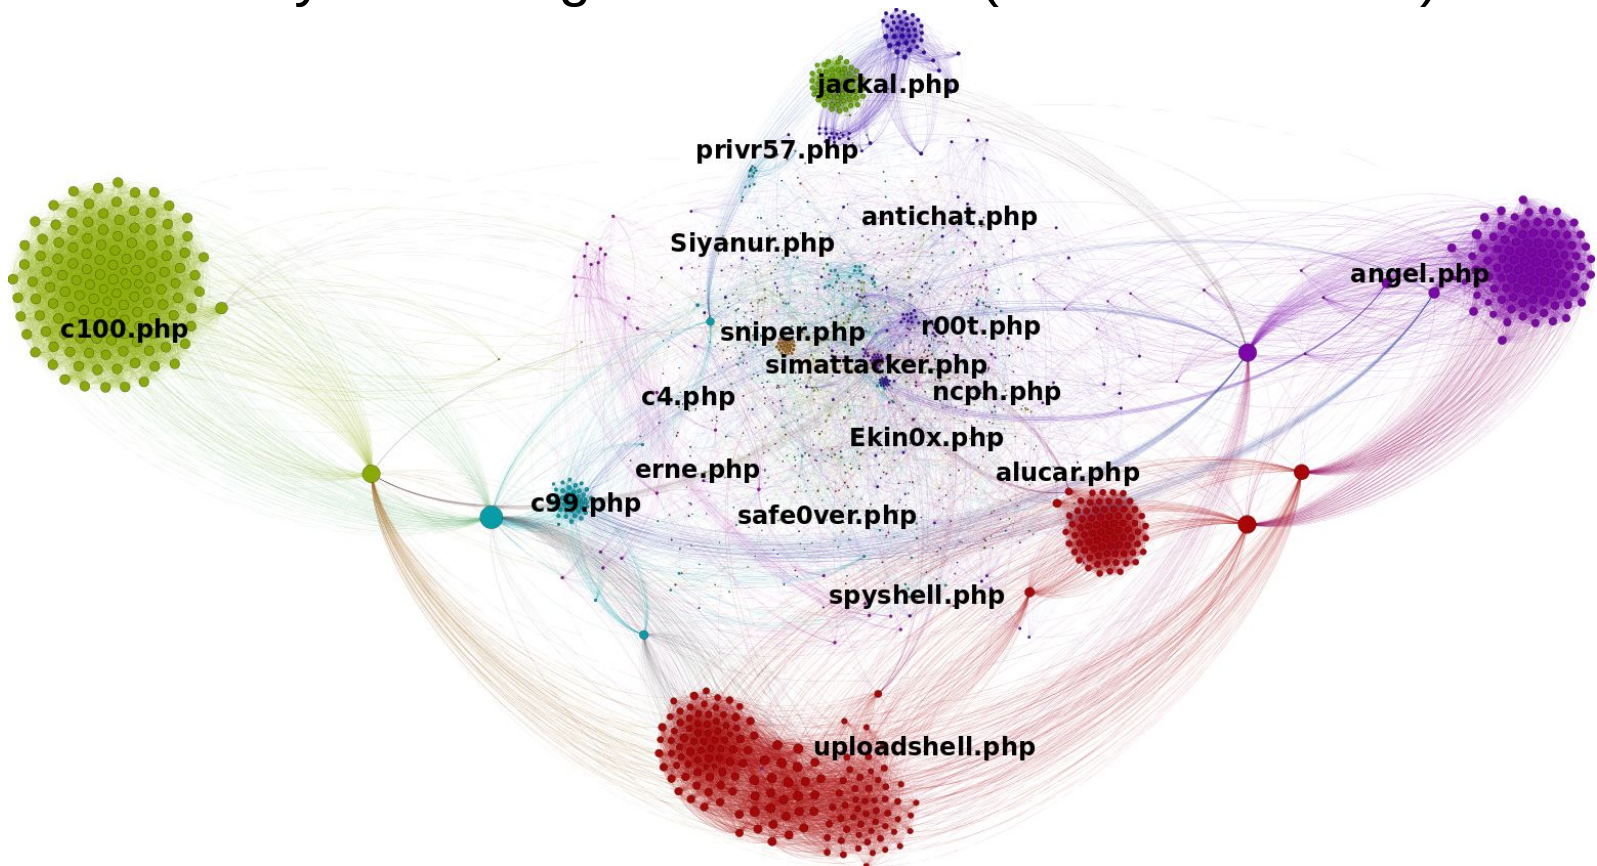 jackal.php
privr57.php
antichat.php
Siyanur.php
angel.php
c100.php
sniper.php
r00t.php
simattacker.php
ncph.php
c4.php
Ekin0x.php
erne.php
alucar.php
c99.php
safe0ver.php
spyshell.php
uploadshell.php